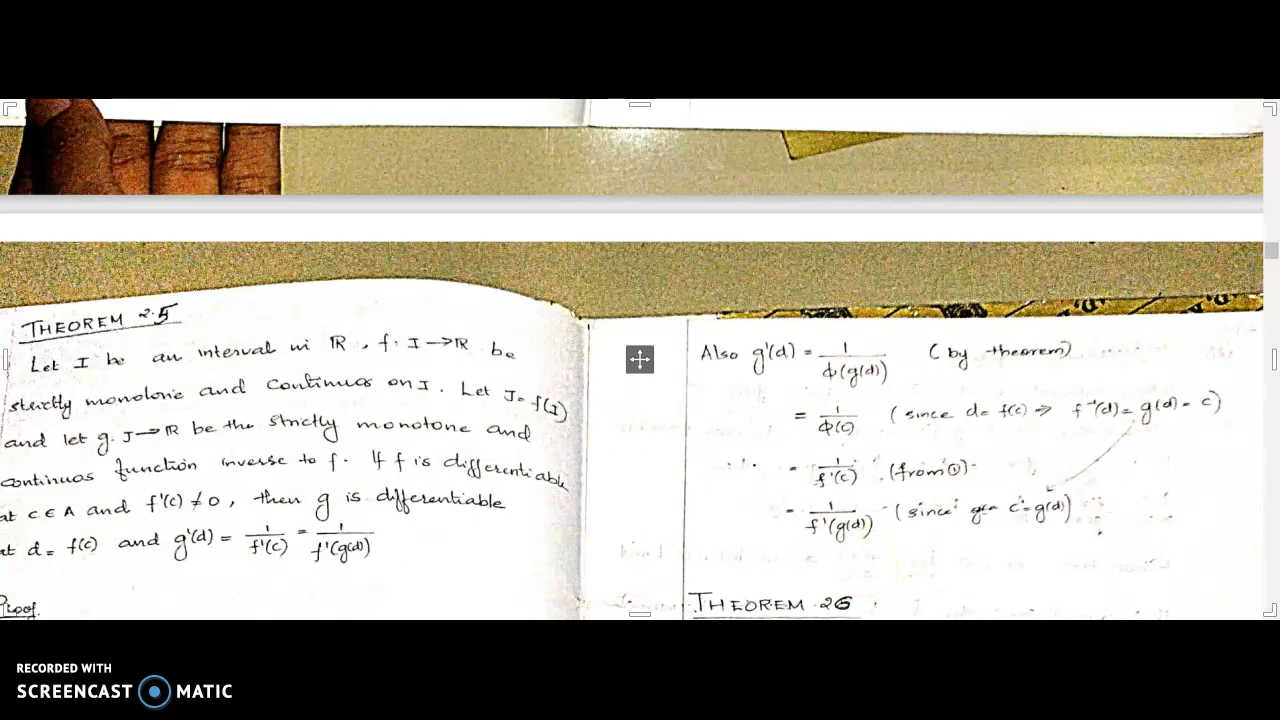 THEOREM 2.5
Let I be an interval in ℝ, f: I→ℝ be
strictly monotone and continuos on I. Let J=f(I)
and let g: J→ℝ be the strictly monotone and
continuos function inverse to f. If f is differentiable
at c∈A and f'(c) ≠ 0, then g is differentiable
at d = f(c) and g'(d) = 1/f'(c) = 1/f'(g(d))
Proof.
Also g'(d) = 1/ϕ(g(d)) (by theorem)
= 1/ϕ(c) (since d= f(c) ⇒ f⁻¹(d) = g(d) = c)
= 1/f'(c) (from ①)
= 1/f'(g(d)) (since c = g(d))
THEOREM 26
RECORDED WITH
SCREENCAST MATIC